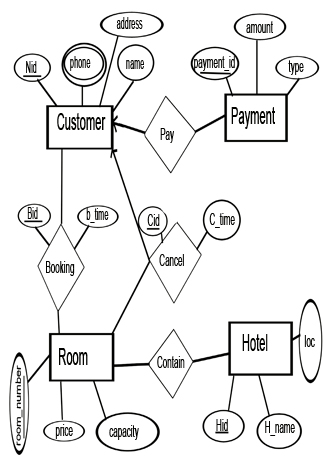 address
amount
Nid
phone
name
payment_id
type
Customer
Pay
Payment
Bid
b_time
Cid
C_time
Booking
Cancel
Room
Contain
Hotel
loc
room_number
price
capacity
Hid
H_name